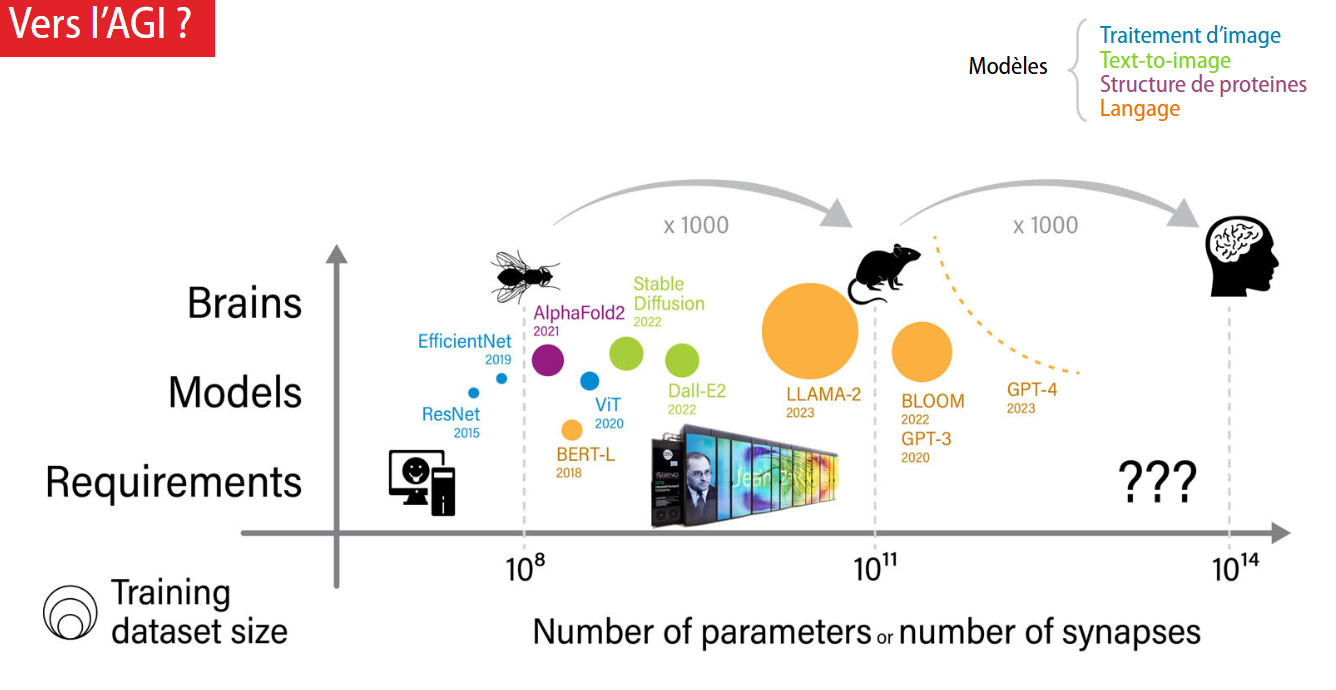 Vers l’AGI ?
Modèles
Traitement d’image
Text-to-image
Structure de proteines
Langage
x 1000
x 1000
Brains
Models
Requirements
EfficientNet
2019
ResNet
2015
AlphaFold2
2021
Stable
Diffusion
2022
ViT
2020
BERT-L
2018
Dall-E2
2022
LLAMA-2
2023
BLOOM
2022
GPT-3
2020
GPT-4
2023
Jean
???
10⁸
10¹¹
10¹⁴
Training
dataset size
Number of parameters or number of synapses